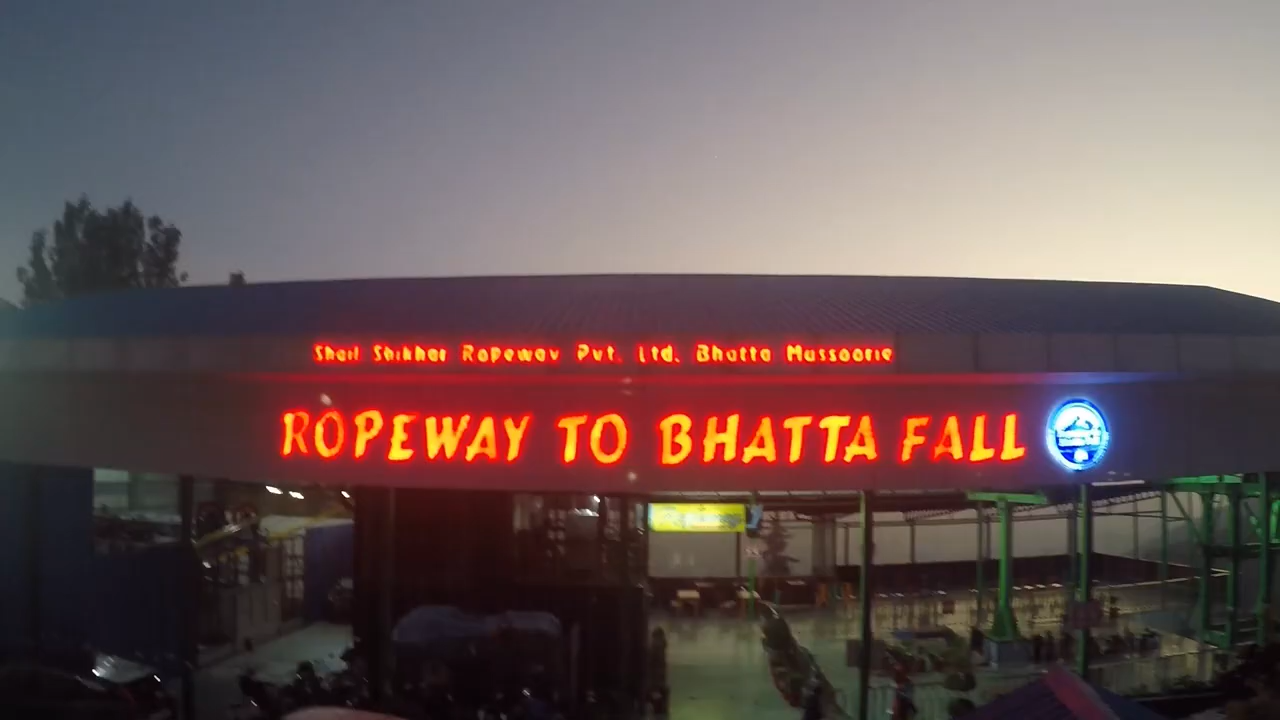 Shail Shikhar Ropeway Pvt. Ltd. Bhatta Mussoorie
ROPEWAY TO BHATTA FALL